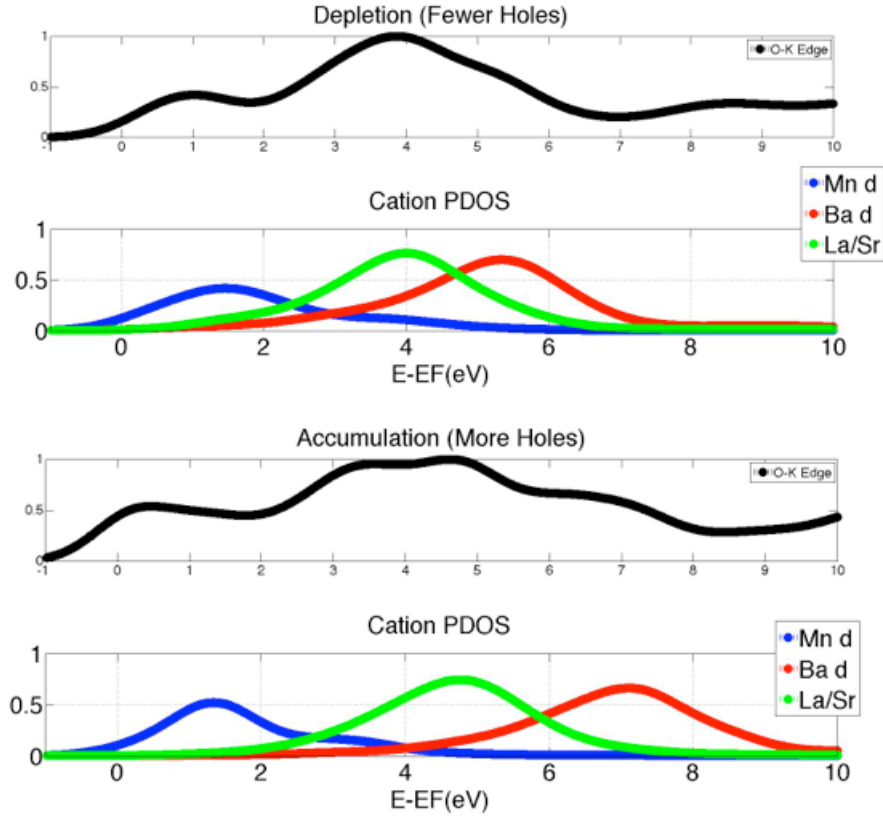 Depletion (Fewer Holes)
1
0.5
0
O-K Edge
-1 0 1 2 3 4 5 6 7 8 9 10
Cation PDOS
Mn d
Ba d
La/Sr
1
0.5
0
0 2 4 6 8 10
E-EF(eV)
Accumulation (More Holes)
1
0.5
0
O-K Edge
-1 0 1 2 3 4 5 6 7 8 9 10
Cation PDOS
Mn d
Ba d
La/Sr
1
0.5
0
0 2 4 6 8 10
E-EF(eV)